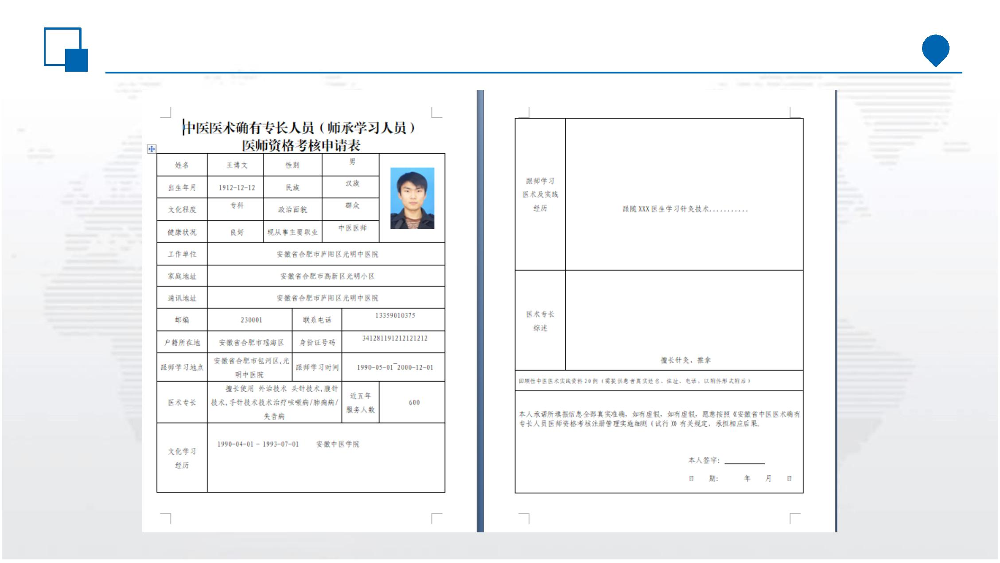 中医医术确有专长人员（师承学习人员）
医师资格考核申请表
姓名 王博文 性别 男
出生年月 1912-12-12 民族 汉族
文化程度 专科 政治面貌 群众
健康状况 良好 现从事主要职业 中医医师
工作单位 安徽省合肥市庐阳区光明中医院
家庭地址 安徽省合肥市高新区光明小区
通讯地址 安徽省合肥市庐阳区光明中医院
邮编 230001 联系电话 13359010375
户籍所在地 安徽省合肥市瑶海区 身份证号码 341281191212121212
跟师学习地点 安徽省合肥市包河区,光
明中医院 跟师学习时间 1990-05-01~2000-12-01
医术专长 擅长使用 外治技术 头针技术,腹针
技术,手针技术技术治疗咳嗽病/肺痨病/
失音病
近五年
服务人数 600
文化学习
经历
1990-04-01 - 1993-07-01 安徽中医学院
跟师学习
医术及实践
经历
跟随 XXX 医生学习针灸技术...........
医术专长
综述
擅长针灸、推拿
回顾性中医医术实践资料20例（需提供患者真实姓名、住址、电话，以附件形式附后）
本人承诺所填报信息全部真实准确，如有虚假，如有虚假，愿意按照《安徽省中医医术确有
专长人员医师资格考核注册管理实施细则（试行）》有关规定，承担相应后果。
本人签字:
日 期: 年 月 日